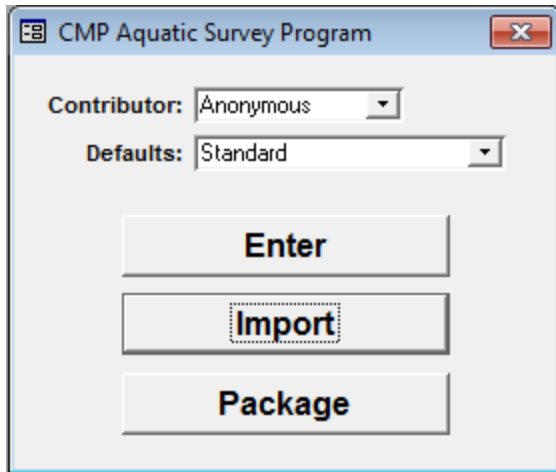 CMP Aquatic Survey Program
Contributor: Anonymous
Defaults: Standard
Enter
Import
Package